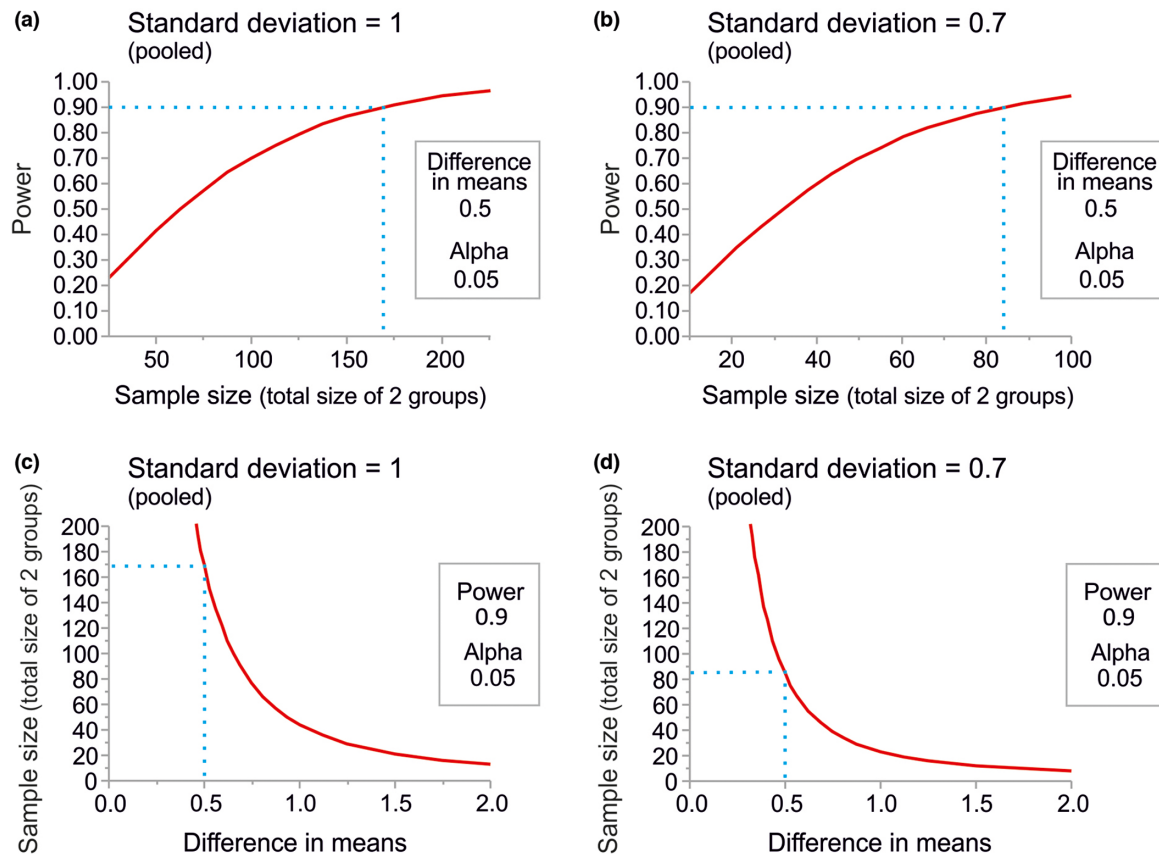 (a)
Standard deviation = 1
(pooled)
Power
1.00
0.90
0.80
0.70
0.60
0.50
0.40
0.30
0.20
0.10
0.00
Difference
in means
0.5
Alpha
0.05
50 100 150 200
Sample size (total size of 2 groups)
(b)
Standard deviation = 0.7
(pooled)
Power
1.00
0.90
0.80
0.70
0.60
0.50
0.40
0.30
0.20
0.10
0.00
Difference
in means
0.5
Alpha
0.05
20 40 60 80 100
Sample size (total size of 2 groups)
(c)
Standard deviation = 1
(pooled)
Sample size (total size of 2 groups)
200
180
160
140
120
100
80
60
40
20
0
Power
0.9
Alpha
0.05
0.0 0.5 1.0 1.5 2.0
Difference in means
(d)
Standard deviation = 0.7
(pooled)
Sample size (total size of 2 groups)
200
180
160
140
120
100
80
60
40
20
0
Power
0.9
Alpha
0.05
0.0 0.5 1.0 1.5 2.0
Difference in means